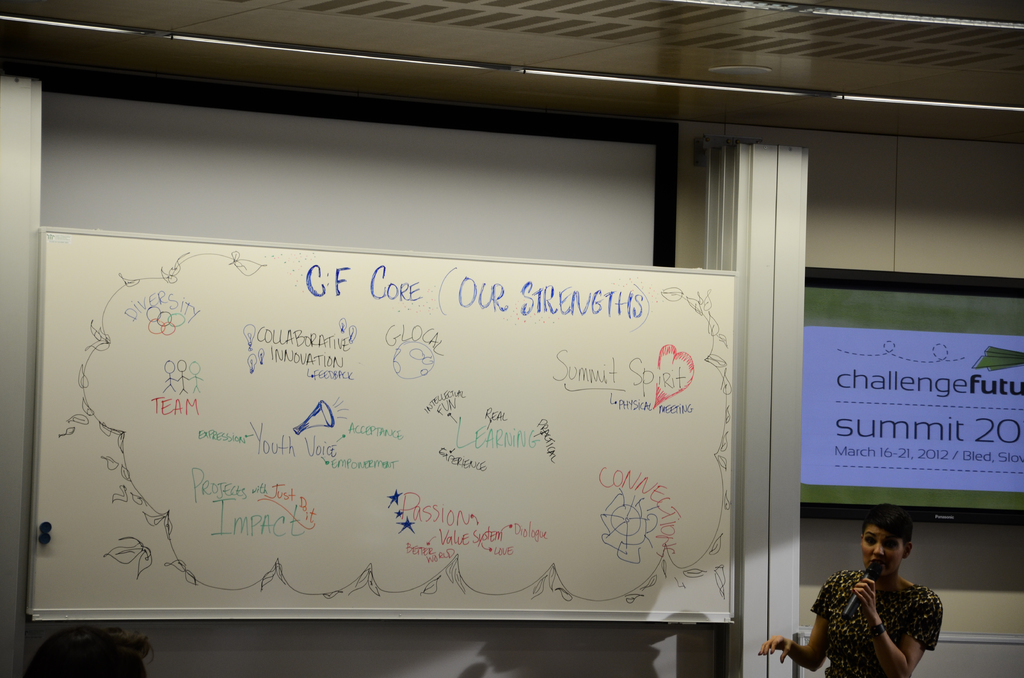 C:F CORE (OUR STRENGTHS)
DIVERSITY
COLLABORATIVE
INNOVATION
FEEDBACK
GLOCAL
Summit Spirit
PHYSICAL MEETING
TEAM
EXPRESSION
Youth Voice
ACCEPTANCE
EMPOWERMENT
INTELLECTUAL
FUN
REAL
LEARNING
PRACTICAL
EXPERIENCE
PROJECTS with Just Do it
IMPACT
PASSION
Value System
Dialogue
BETTER
WORLD
LOVE
CONNECTIONS
challengefutu
summit 20
March 16-21, 2012 / Bled, Slov
Panasonic